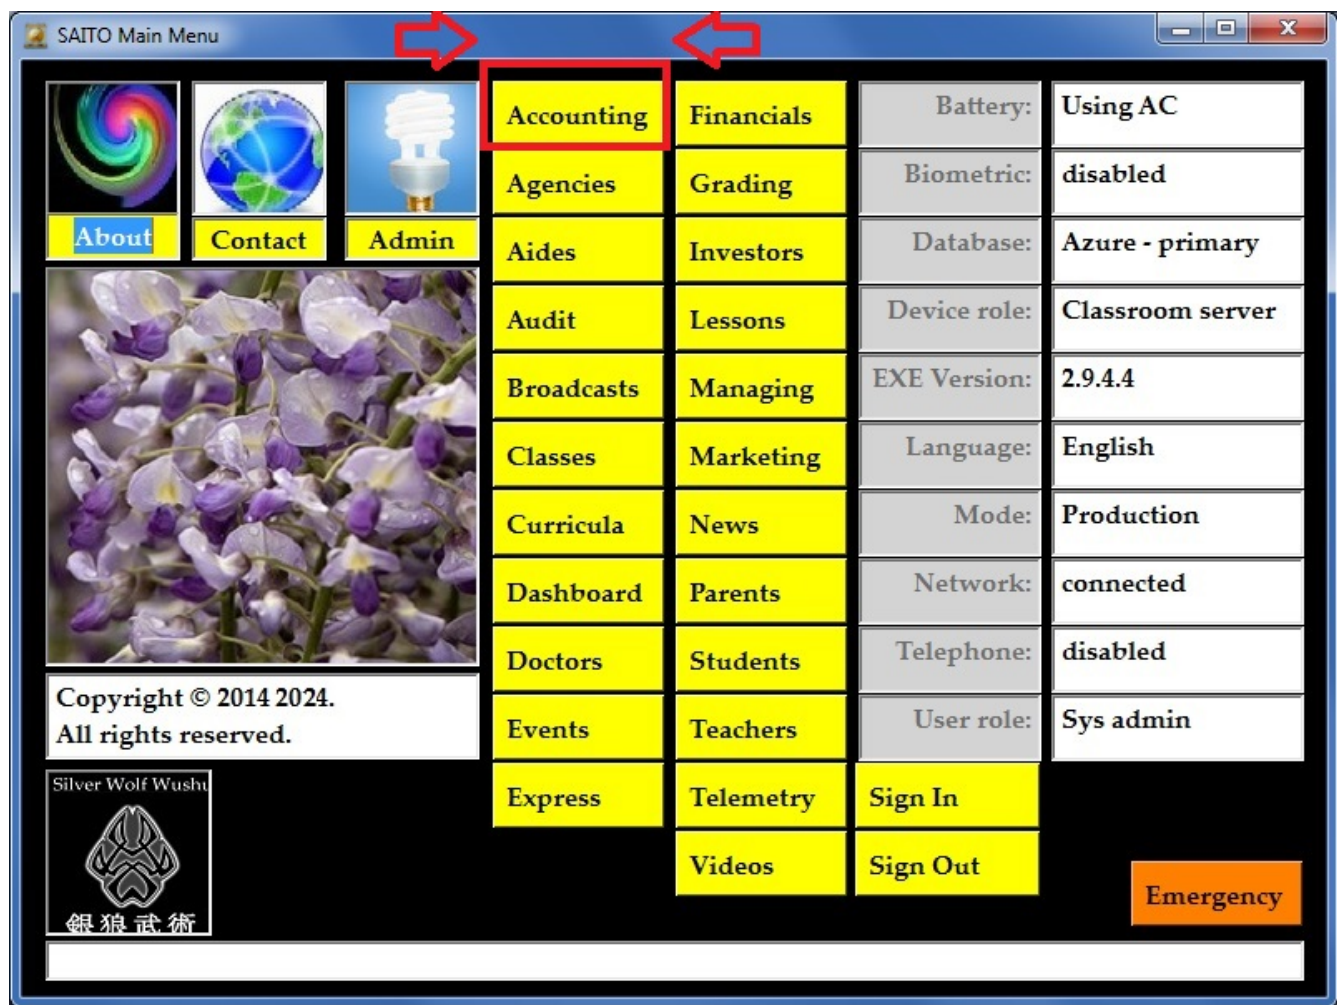 SAITO Main Menu
About
Contact
Admin
Copyright © 2014 2024.
All rights reserved.
Silver Wolf Wushu
銀狼武術
Accounting
Agencies
Aides
Audit
Broadcasts
Classes
Curricula
Dashboard
Doctors
Events
Express
Financials
Grading
Investors
Lessons
Managing
Marketing
News
Parents
Students
Teachers
Telemetry
Videos
Battery: Using AC
Biometric: disabled
Database: Azure - primary
Device role: Classroom server
EXE Version: 2.9.4.4
Language: English
Mode: Production
Network: connected
Telephone: disabled
User role: Sys admin
Sign In
Sign Out
Emergency